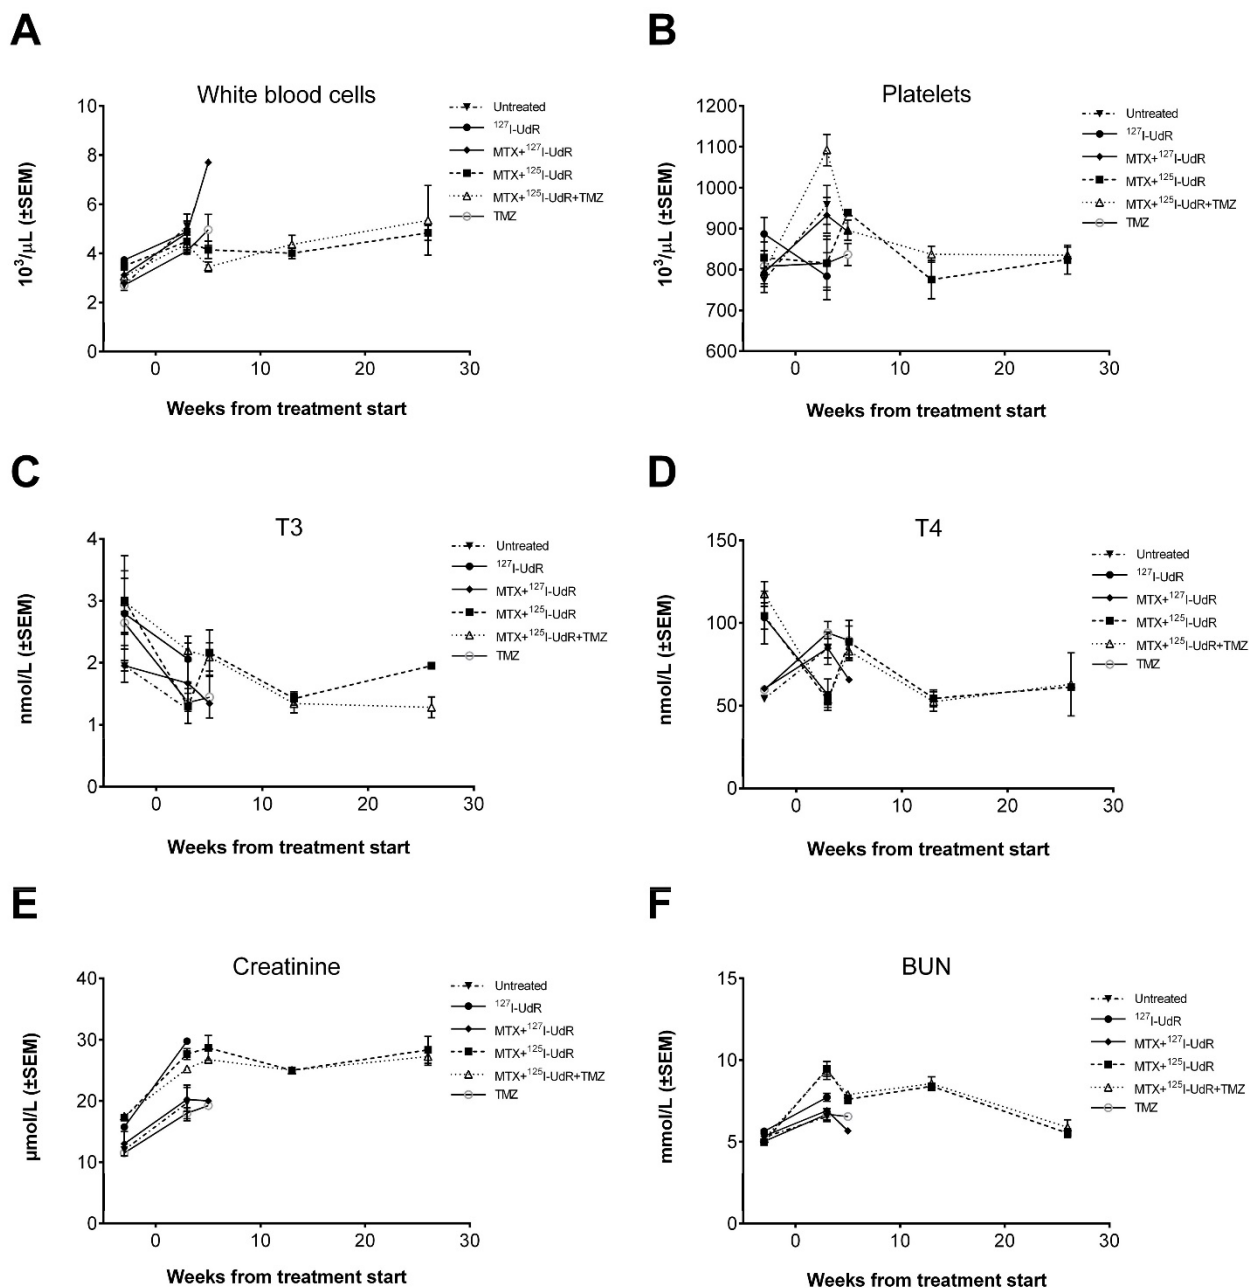 A
White blood cells
10³/µL (±SEM)
10
8
6
4
2
0
0 10 20 30
Weeks from treatment start
Untreated
¹²⁷I-UdR
MTX+¹²⁷I-UdR
MTX+¹²⁵I-UdR
MTX+¹²⁵I-UdR+TMZ
TMZ
B
Platelets
10³/µL (±SEM)
1200
1100
1000
900
800
700
600
0 10 20 30
Weeks from treatment start
Untreated
¹²⁷I-UdR
MTX+¹²⁷I-UdR
MTX+¹²⁵I-UdR
MTX+¹²⁵I-UdR+TMZ
TMZ
C
T3
nmol/L (±SEM)
4
3
2
1
0
0 10 20 30
Weeks from treatment start
Untreated
¹²⁷I-UdR
MTX+¹²⁷I-UdR
MTX+¹²⁵I-UdR
MTX+¹²⁵I-UdR+TMZ
TMZ
D
T4
nmol/L (±SEM)
150
100
50
0
0 10 20 30
Weeks from treatment start
Untreated
¹²⁷I-UdR
MTX+¹²⁷I-UdR
MTX+¹²⁵I-UdR
MTX+¹²⁵I-UdR+TMZ
TMZ
E
Creatinine
µmol/L (±SEM)
40
30
20
10
0
0 10 20 30
Weeks from treatment start
Untreated
¹²⁷I-UdR
MTX+¹²⁷I-UdR
MTX+¹²⁵I-UdR
MTX+¹²⁵I-UdR+TMZ
TMZ
F
BUN
mmol/L (±SEM)
15
10
5
0
0 10 20 30
Weeks from treatment start
Untreated
¹²⁷I-UdR
MTX+¹²⁷I-UdR
MTX+¹²⁵I-UdR
MTX+¹²⁵I-UdR+TMZ
TMZ